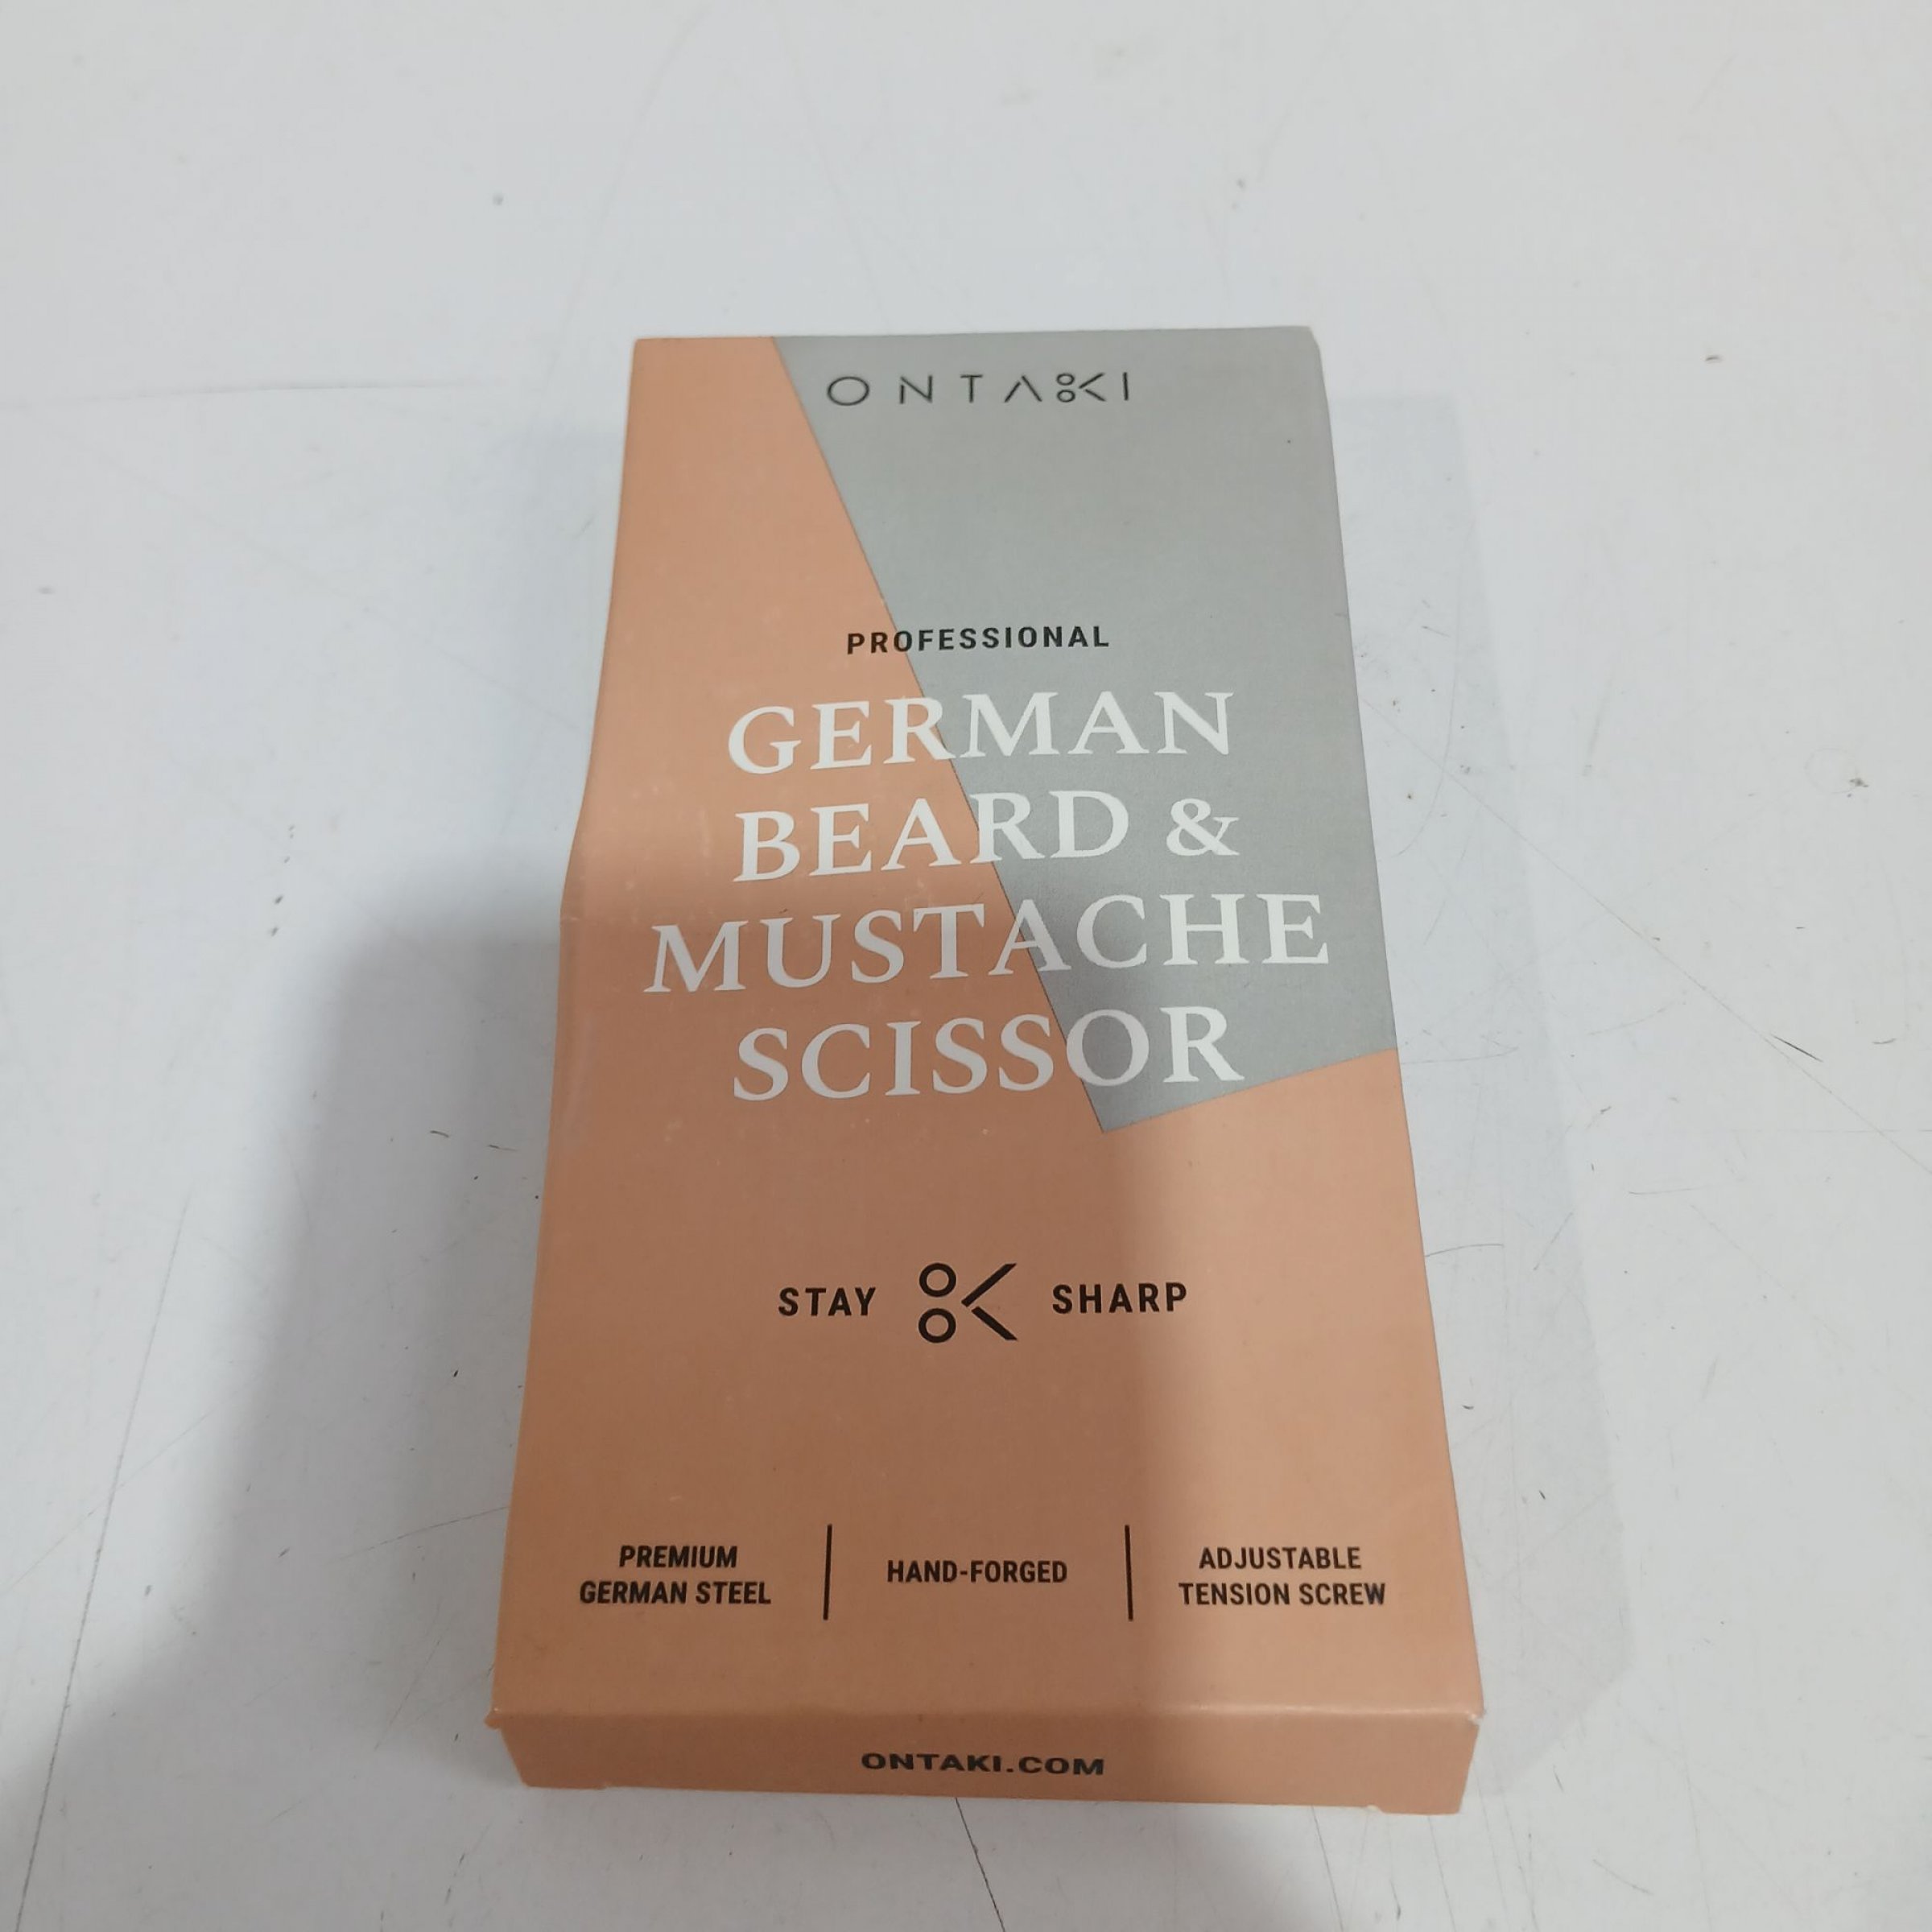 ONTAKI
PROFESSIONAL
GERMAN
BEARD &
MUSTACHE
SCISSOR
STAY SHARP
PREMIUM
GERMAN STEEL
HAND-FORGED
ADJUSTABLE
TENSION SCREW
ONTAKI.COM